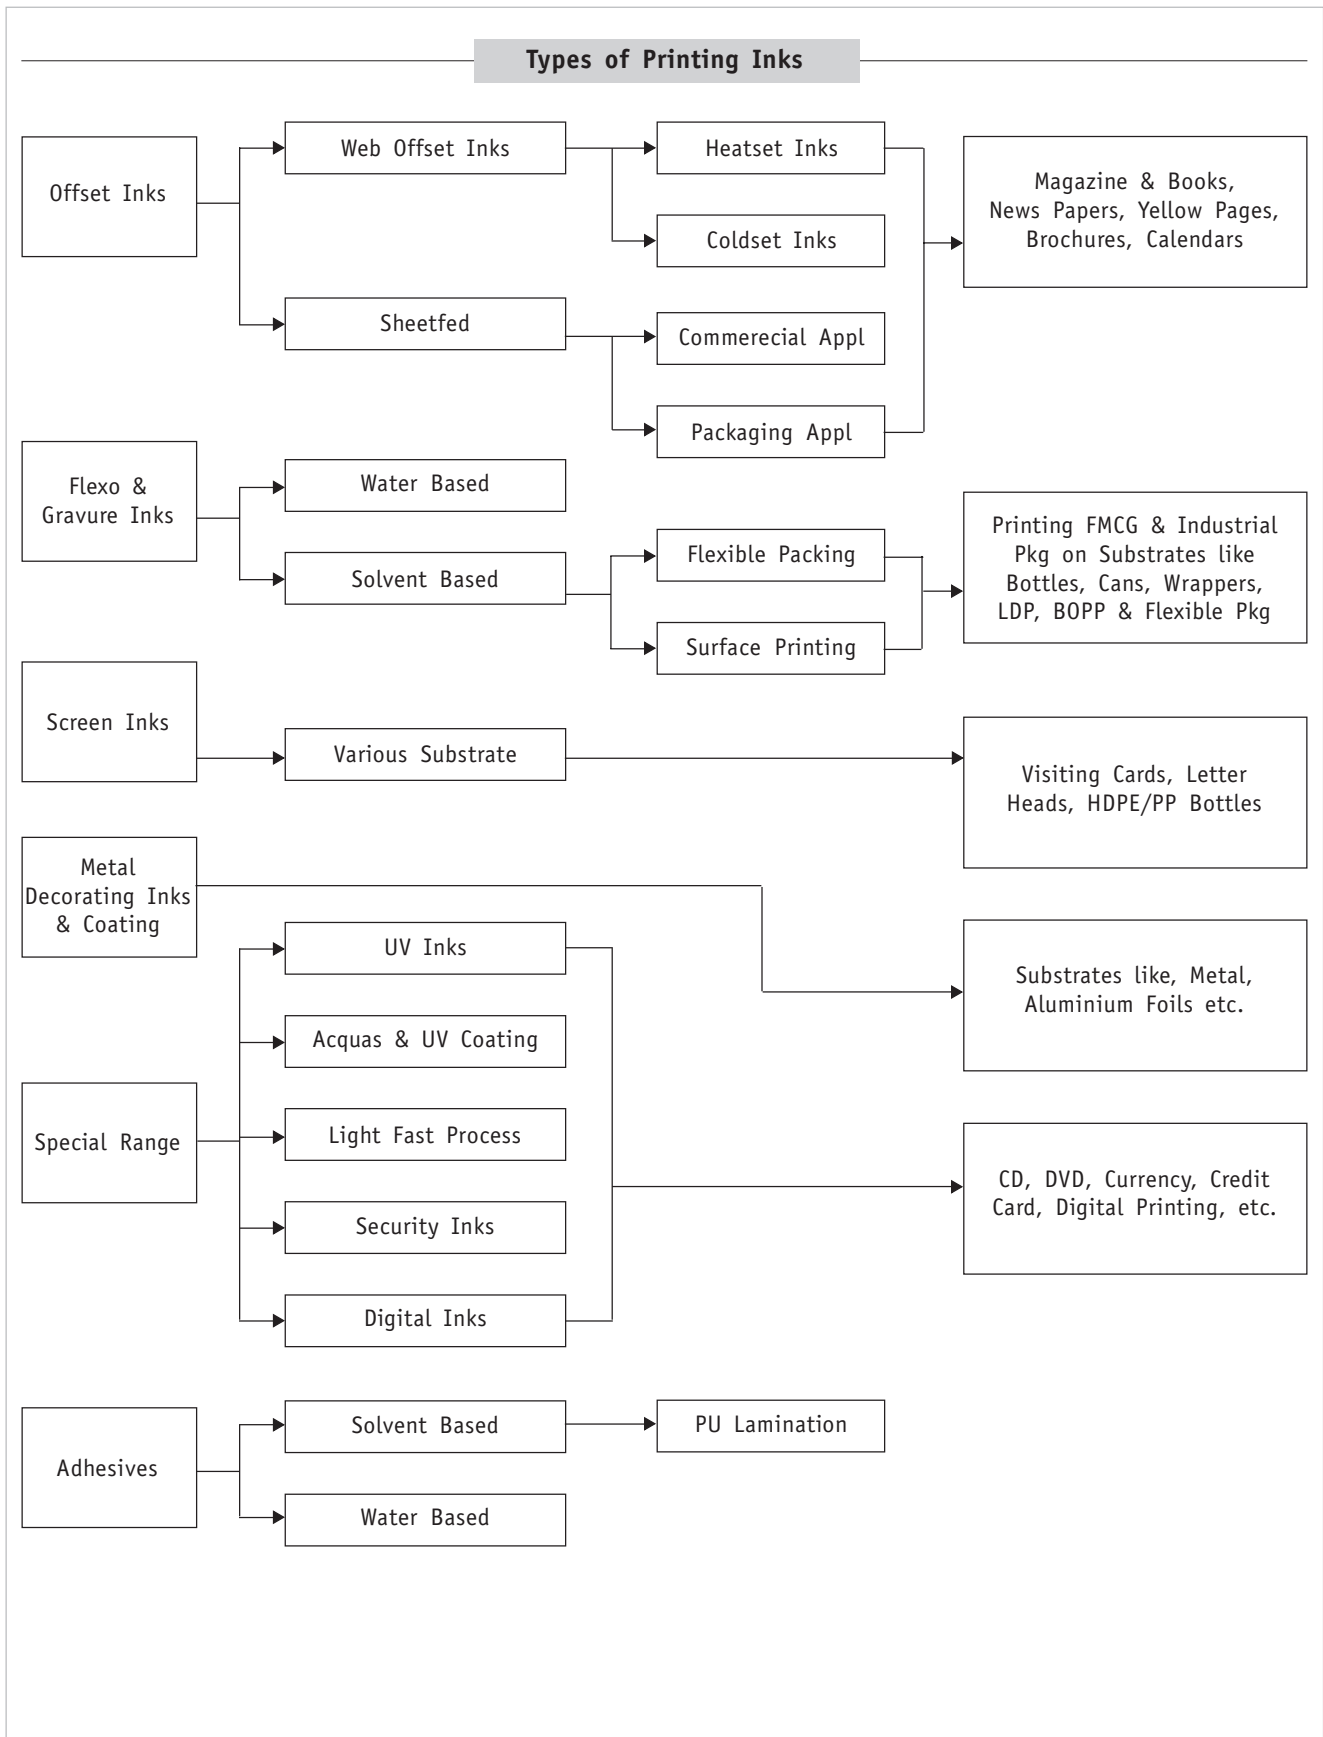 Types of Printing Inks
Offset Inks
Web Offset Inks
Heatset Inks
Coldset Inks
Magazine & Books,
News Papers, Yellow Pages,
Brochures, Calendars
Sheetfed
Commerecial Appl
Packaging Appl
Flexo &
Gravure Inks
Water Based
Solvent Based
Flexible Packing
Surface Printing
Printing FMCG & Industrial
Pkg on Substrates like
Bottles, Cans, Wrappers,
LDP, BOPP & Flexible Pkg
Screen Inks
Various Substrate
Visiting Cards, Letter
Heads, HDPE/PP Bottles
Metal
Decorating Inks
& Coating
Substrates like, Metal,
Aluminium Foils etc.
Special Range
UV Inks
Acquas & UV Coating
Light Fast Process
Security Inks
Digital Inks
CD, DVD, Currency, Credit
Card, Digital Printing, etc.
Adhesives
Solvent Based
PU Lamination
Water Based